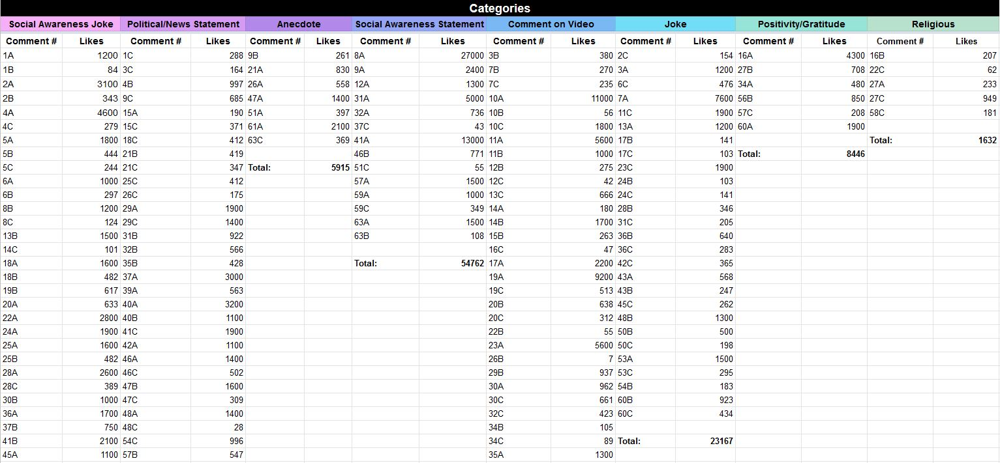 Categories
Social Awareness Joke Political/News Statement Anecdote Social Awareness Statement Comment on Video Joke Positivity/Gratitude Religious
Comment # Likes Comment # Likes Comment # Likes Comment # Likes Comment # Likes Comment # Likes Comment # Likes Comment # Likes
1A 1200 1C 288 9B 261 8A 27000 3B 380 2C 154 16A 4300 16B 207
1B 84 3C 164 21A 830 9A 2400 7B 270 3A 1200 27B 708 22C 62
2A 3100 4B 997 26A 558 12A 1300 7C 235 6C 476 34A 480 27A 233
2B 343 9C 685 47A 1400 31A 5000 10A 11000 7A 7600 56B 850 27C 949
4A 4600 15A 190 51A 397 32A 736 10B 56 11C 1900 57C 208 58C 181
4C 279 15C 371 61A 2100 37C 43 10C 1800 13A 1200 60A 1900
5A 1800 18C 412 63C 369 41A 13000 11A 5600 17B 141 Total: 1632
5B 444 21B 419 46B 771 11B 1000 17C 103 Total: 8446
5C 244 21C 347 Total: 5915 51C 55 12B 275 23C 1900
6A 1000 25C 412 57A 1500 12C 42 24B 103
6B 297 26C 175 59A 1000 13C 666 24C 141
8B 1200 29A 1900 59C 349 14A 180 28B 346
8C 124 29C 1400 63A 1500 14B 1700 31C 205
13B 1500 31B 922 63B 108 15B 263 36B 640
14C 101 32B 566 16C 47 36C 283
18A 1600 35B 428 Total: 54762 17A 2200 42C 365
18B 482 37A 3000 19A 9200 43A 568
19B 617 39A 563 19C 513 43B 247
20A 633 40A 3200 20B 638 45C 262
22A 2800 40B 1100 20C 312 48B 1300
24A 1900 41C 1900 22B 55 50B 500
25A 1600 42A 1100 23A 5600 50C 198
25B 482 46A 1400 26B 7 53A 1500
28A 2600 46C 502 29B 937 53C 295
28C 389 47B 1600 30A 962 54B 183
30B 1000 47C 309 30C 661 60B 923
36A 1700 48A 1400 32C 423 60C 434
37B 750 48C 28 34B 105
41B 2100 54C 996 34C 89 Total: 23167
45A 1100 57B 547 35A 1300